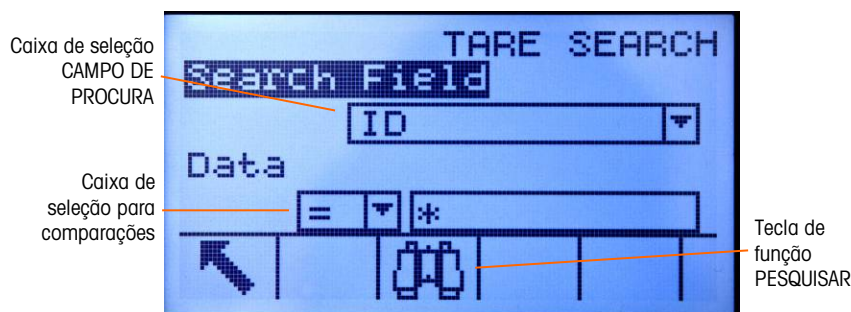 Caixa de seleção
CAMPO DE
PROCURA
TARE SEARCH
Search Field
ID
Data
Caixa de
seleção para
comparações
= *
Tecla de
função
PESQUISAR